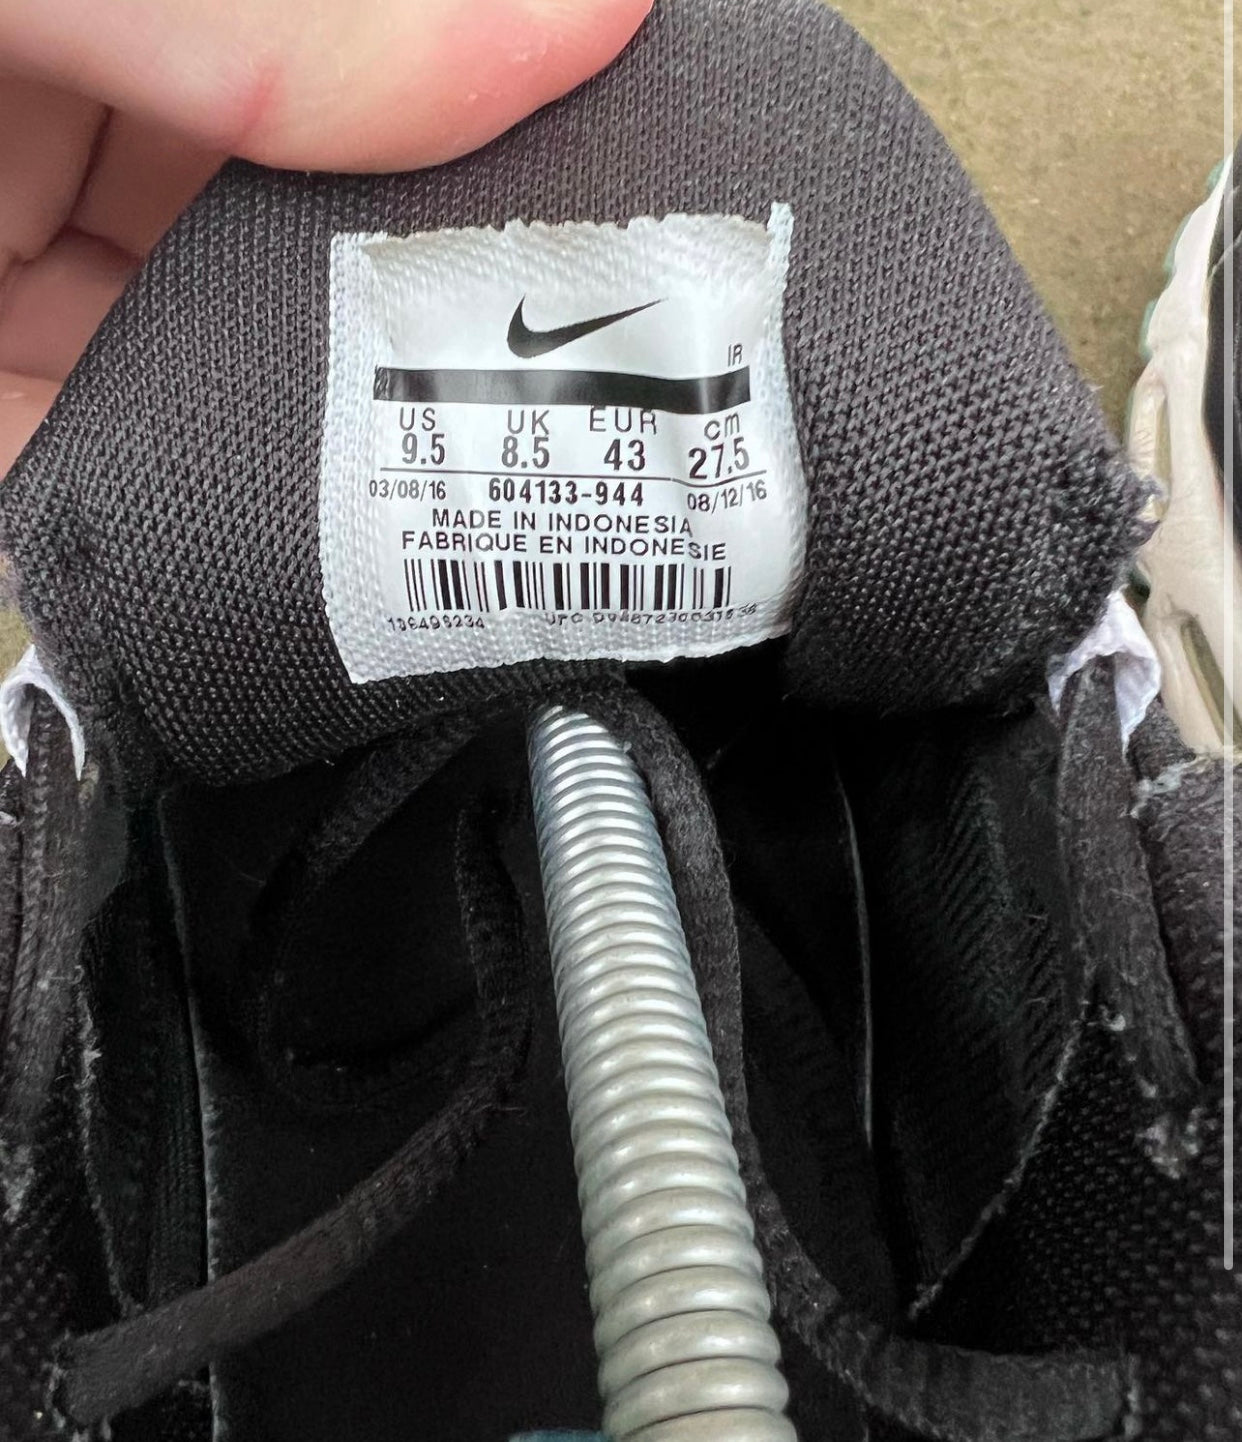 IR
US UK EUR cm
9.5 8.5 43 27.5
03/08/16 604133-944 08/12/16
MADE IN INDONESIA
FABRIQUE EN INDONESIE
UPC